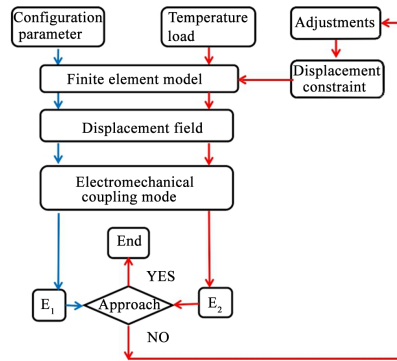 Configuration
parameter
Temperature
load
Adjustments
Finite element model
Displacement
constraint
Displacement field
Electromechanical
coupling mode
End
YES
E1
Approach
E2
NO